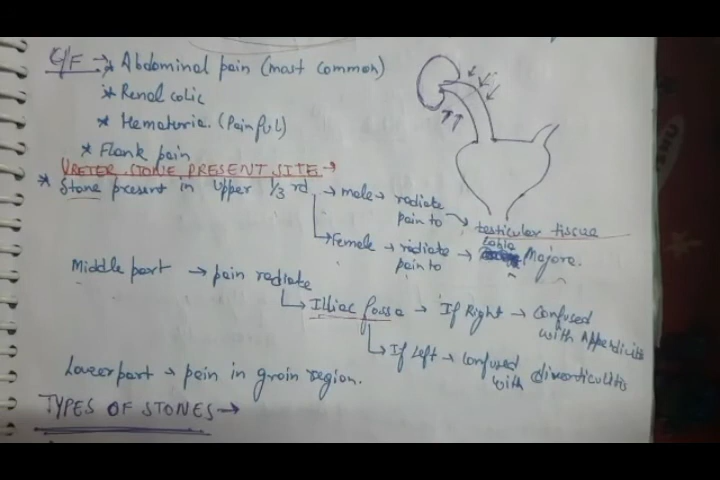 C/F → * Abdominal pain (most common)
* Renal colic
* Hematuria. (Painful)
* Flank pain
URETER STONE PRESENT SITE →
* Stone present in Upper 1/3 rd → male → radiate pain to → testicular tissue
→ Female → radiate pain to → Labia Majora.
Middle part → pain radiate
→ Illiac fossa → If Right → Confused with Appendicitis
→ If Left → Confused with diverticulitis
Lower part → pain in groin region.
TYPES OF STONES →